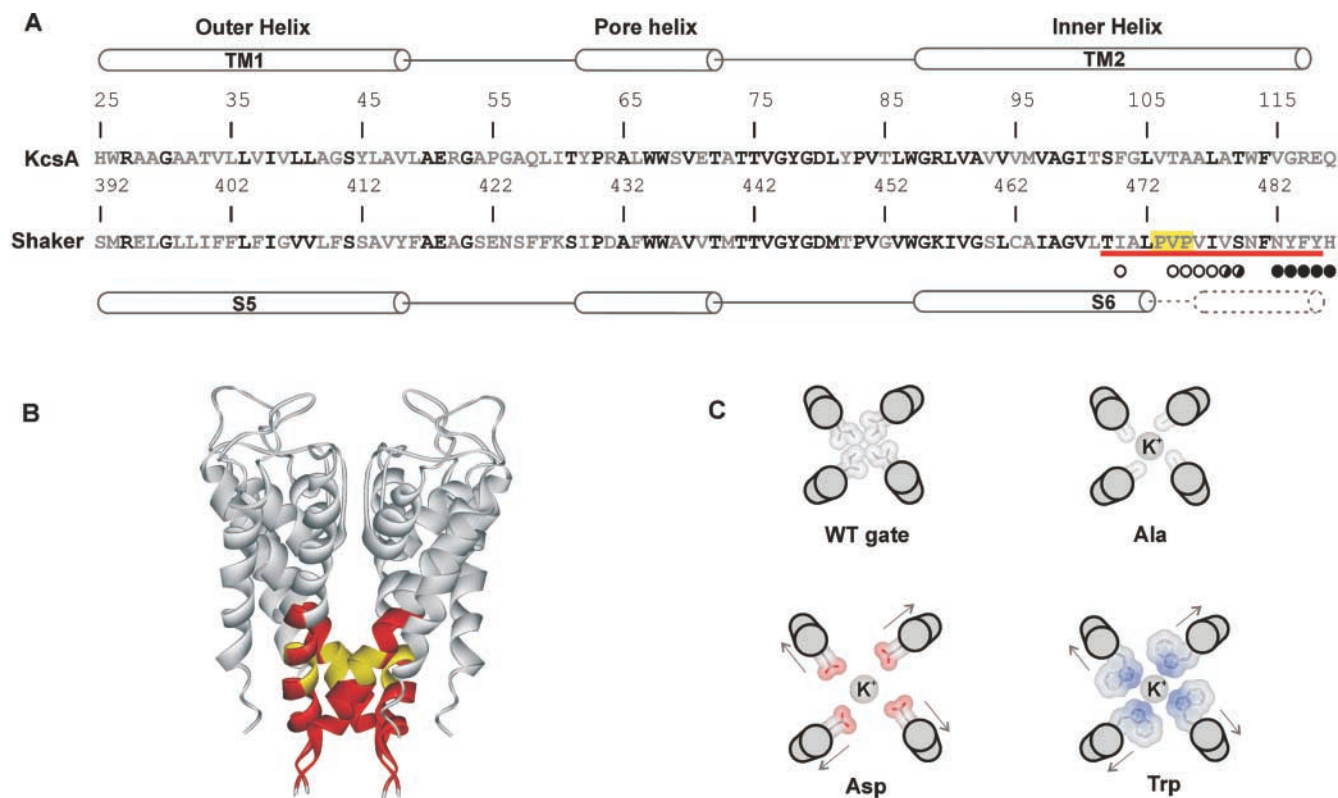 A
Outer Helix Pore helix Inner Helix
TM1 TM2
25 35 45 55 65 75 85 95 105 115
KcsA HWRAAGAATVLLVIVLLAGSYLAVLAERGAPGAQLITYPRALWWSVETATTVGYGDLYPVTLWGRLVAVVVMVAGITSFGLVTAALATWFVGREQ
392 402 412 422 432 442 452 462 472 482
Shaker SMRELGLLIFFLFIGVVLFSSAVYFAEAGSENSFFKSIPDAFWWAVVTMTTVGYGDMTPVGVWGKIVGSLCAIAGVLTIALPVPVIVSNFNYFYH
S5 S6
B
C
WT gate
K+
Ala
K+
Asp
K+
Trp